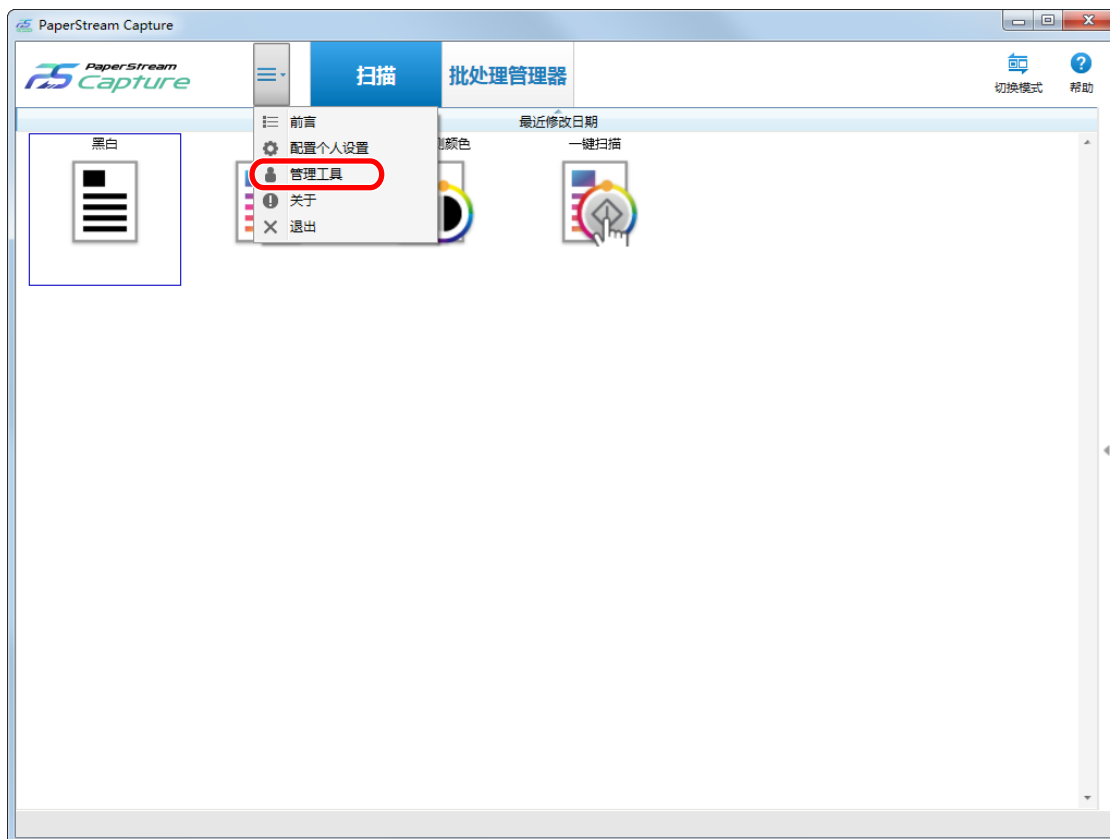 PaperStream Capture
PaperStream
Capture
扫描
批处理管理器
切换模式
帮助
最近修改日期
前言
配置个人设置
管理工具
关于
退出
黑白
颜色
一键扫描